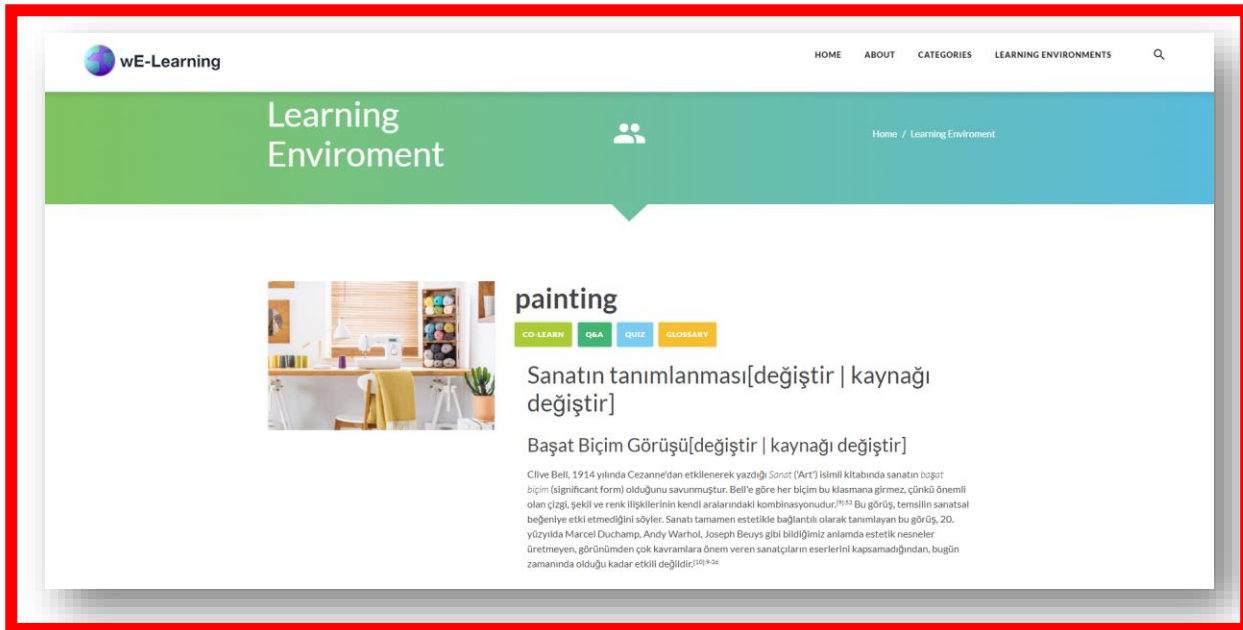 wE-Learning
HOME ABOUT CATEGORIES LEARNING ENVIRONMENTS
Learning
Enviroment
Home / Learning Enviroment
painting
CO-LEARN Q&A QUIZ GLOSSARY
Sanatın tanımlanması[değiştir | kaynağı
değiştir]
Başat Biçim Görüşü[değiştir | kaynağı değiştir]
Clive Bell, 1914 yılında Cezanne'dan etkilenerek yazdığı Sanat ('Art') isimli kitabında sanatın başat
biçim (significant form) olduğunu savunmuştur. Bell'e göre her biçim bu klasmana girmez, çünkü önemli
olan çizgi, şekil ve renk ilişkilerinin kendi aralarındaki kombinasyonudur.[9]:53 Bu görüş, temsilin sanatsal
beğeniye etki etmediğini söyler. Sanatı tamamen estetikle bağlantılı olarak tanımlayan bu görüş, 20.
yüzyılda Marcel Duchamp, Andy Warhol, Joseph Beuys gibi bildiğimiz anlamda estetik nesneler
üretmeyen, görünümden çok kavramlara önem veren sanatçıların eserlerini kapsamadığından, bugün
zamanında olduğu kadar etkili değildir.[10]:9-36